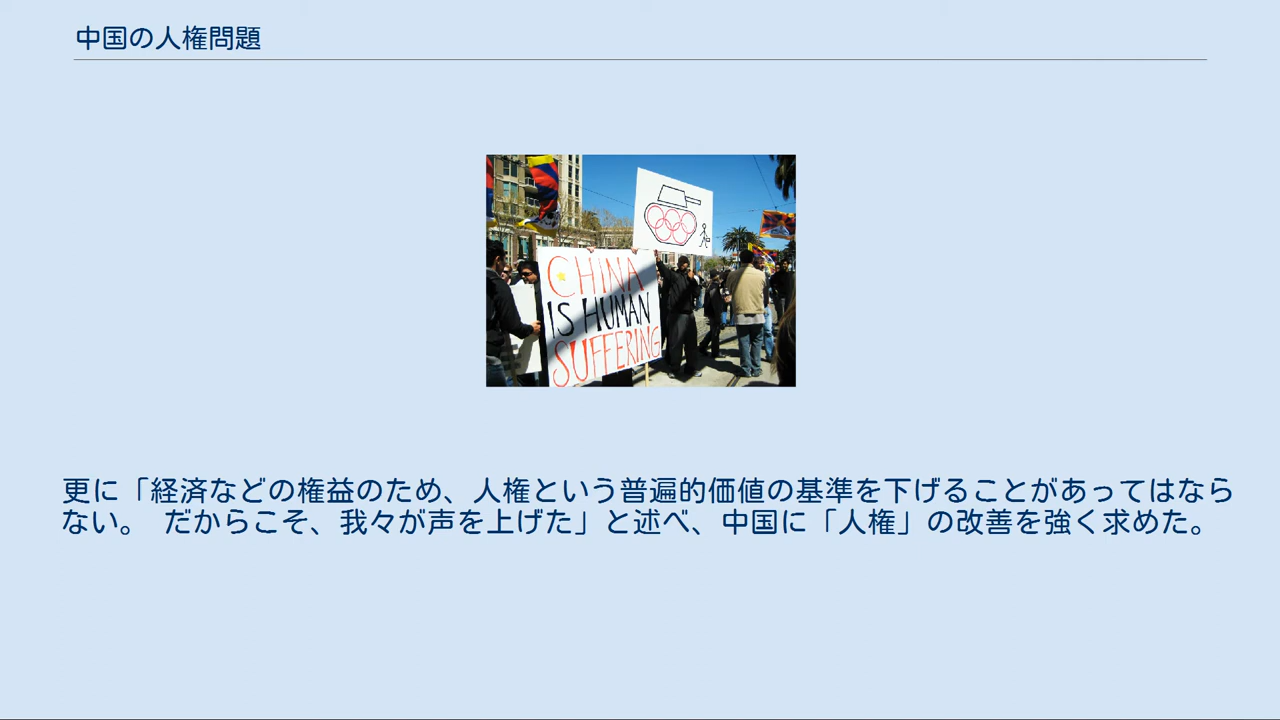 中国の人権問題
CHINA
IS HUMAN
SUFFERING
更に「経済などの権益のため、人権という普遍的価値の基準を下げることがあってはなら
ない。 だからこそ、我々が声を上げた」と述べ、中国に「人権」の改善を強く求めた。